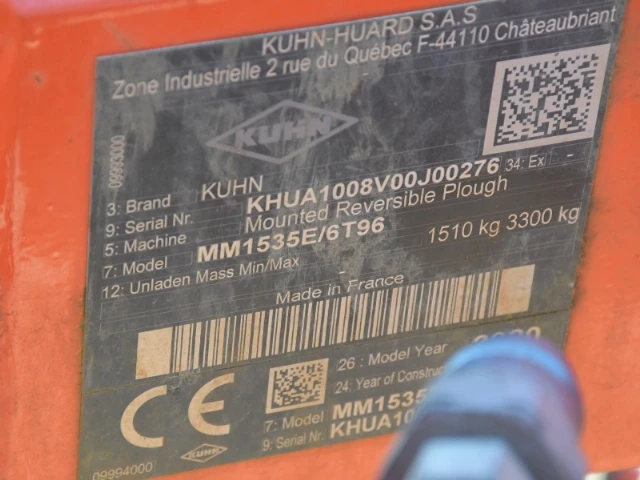 KUHN-HUARD S.A.S
Zone Industrielle 2 rue du Québec F-44110 Châteaubriant
09993000
KUHN
3: Brand KUHN
9: Serial Nr. KHUA1008V00J00276 34: Ex
5: Machine Mounted Reversible Plough
7: Model MM1535E/6T96
12: Unladen Mass Min/Max 1510 kg 3300 kg
Made in France
26 : Model Year
24: Year of Construc
CE
7: Model MM1535
9: Serial Nr. KHUA10
KUHN
09994000